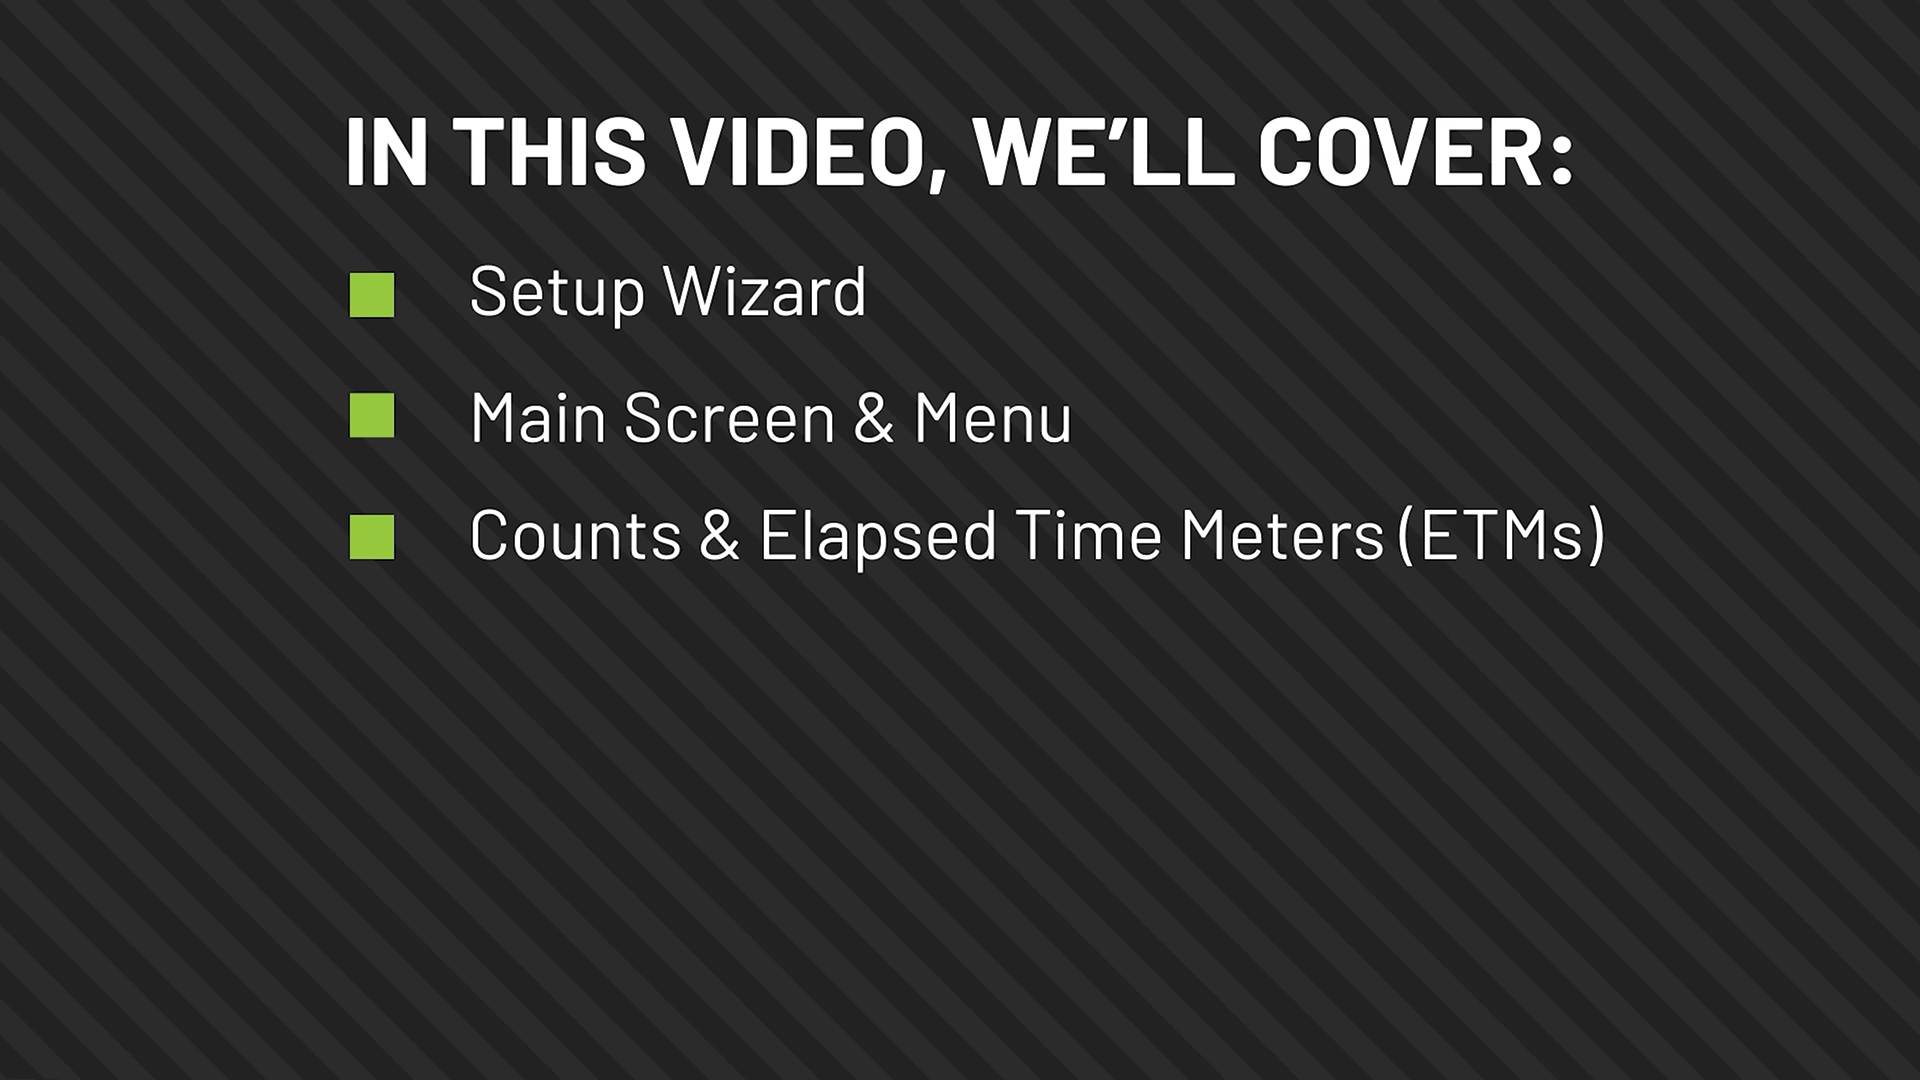 IN THIS VIDEO, WE’LL COVER:
Setup Wizard
Main Screen & Menu
Counts & Elapsed Time Meters (ETMs)